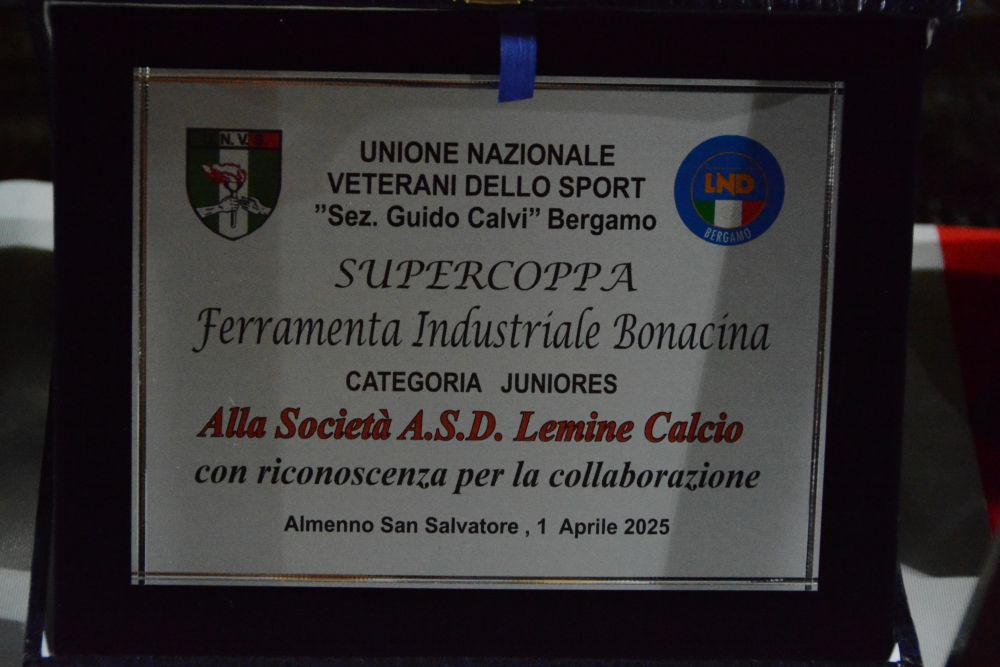 U.N.V.S.
UNIONE NAZIONALE
VETERANI DELLO SPORT
”Sez. Guido Calvi” Bergamo
LND
BERGAMO
SUPERCOPPA
Ferramenta Industriale Bonacina
CATEGORIA JUNIORES
Alla Società A.S.D. Lemine Calcio
con riconoscenza per la collaborazione
Almenno San Salvatore , 1 Aprile 2025